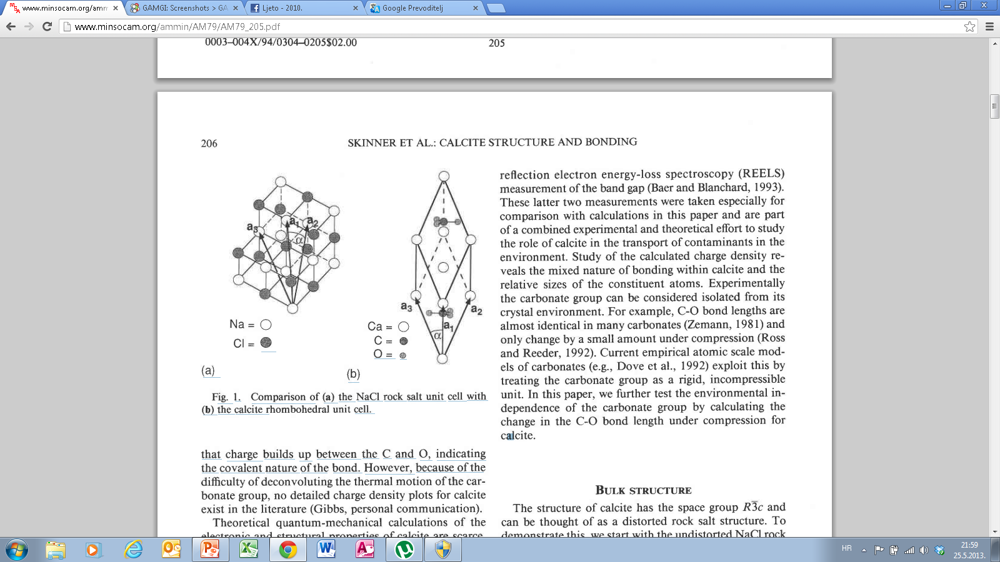 www.minsocam.org/amm
GAMGI: Screenshots > GA
Ljeto - 2010.
Google Prevoditelj
www.minsocam.org/ammin/AM79/AM79_205.pdf
0003–004X/94/0304–0205$02.00 205
206 SKINNER ET AL.: CALCITE STRUCTURE AND BONDING
a3 a1 a2
α
Na =
Cl =
(a)
a3 a2
a1
α
Ca =
C =
O =
(b)
Fig. 1. Comparison of (a) the NaCl rock salt unit cell with
(b) the calcite rhombohedral unit cell.
that charge builds up between the C and O, indicating
the covalent nature of the bond. However, because of the
difficulty of deconvoluting the thermal motion of the car-
bonate group, no detailed charge density plots for calcite
exist in the literature (Gibbs, personal communication).
Theoretical quantum-mechanical calculations of the
electronic and structural properties of calcite are scarce.
reflection electron energy-loss spectroscopy (REELS)
measurement of the band gap (Baer and Blanchard, 1993).
These latter two measurements were taken especially for
comparison with calculations in this paper and are part
of a combined experimental and theoretical effort to study
the role of calcite in the transport of contaminants in the
environment. Study of the calculated charge density re-
veals the mixed nature of bonding within calcite and the
relative sizes of the constituent atoms. Experimentally
the carbonate group can be considered isolated from its
crystal environment. For example, C-O bond lengths are
almost identical in many carbonates (Zemann, 1981) and
only change by a small amount under compression (Ross
and Reeder, 1992). Current empirical atomic scale mod-
els of carbonates (e.g., Dove et al., 1992) exploit this by
treating the carbonate group as a rigid, incompressible
unit. In this paper, we further test the environmental in-
dependence of the carbonate group by calculating the
change in the C-O bond length under compression for
calcite.
BULK STRUCTURE
The structure of calcite has the space group R3̅c and
can be thought of as a distorted rock salt structure. To
demonstrate this, we start with the undistorted NaCl rock
HR
21:59
25.5.2013.